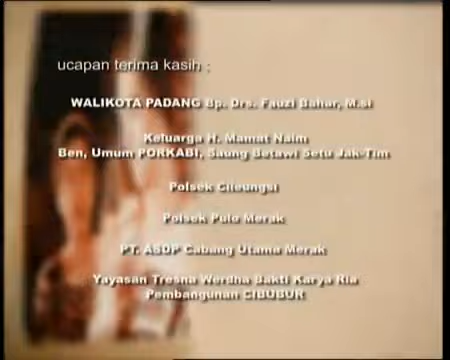 ucapan terima kasih :
WALIKOTA PADANG Bp. Drs. Fauzi Bahar, M.si
Keluarga H. Mamat Naim
Ben, Umum PORKABI, Saung Betawi Setu Jak-Tim
Polsek Cileungsi
Polsek Pulo Merak
PT. ASDP Cabang Utama Merak
Yayasan Tresna Werdha Bakti Karya Ria
Pembangunan CIBUBUR